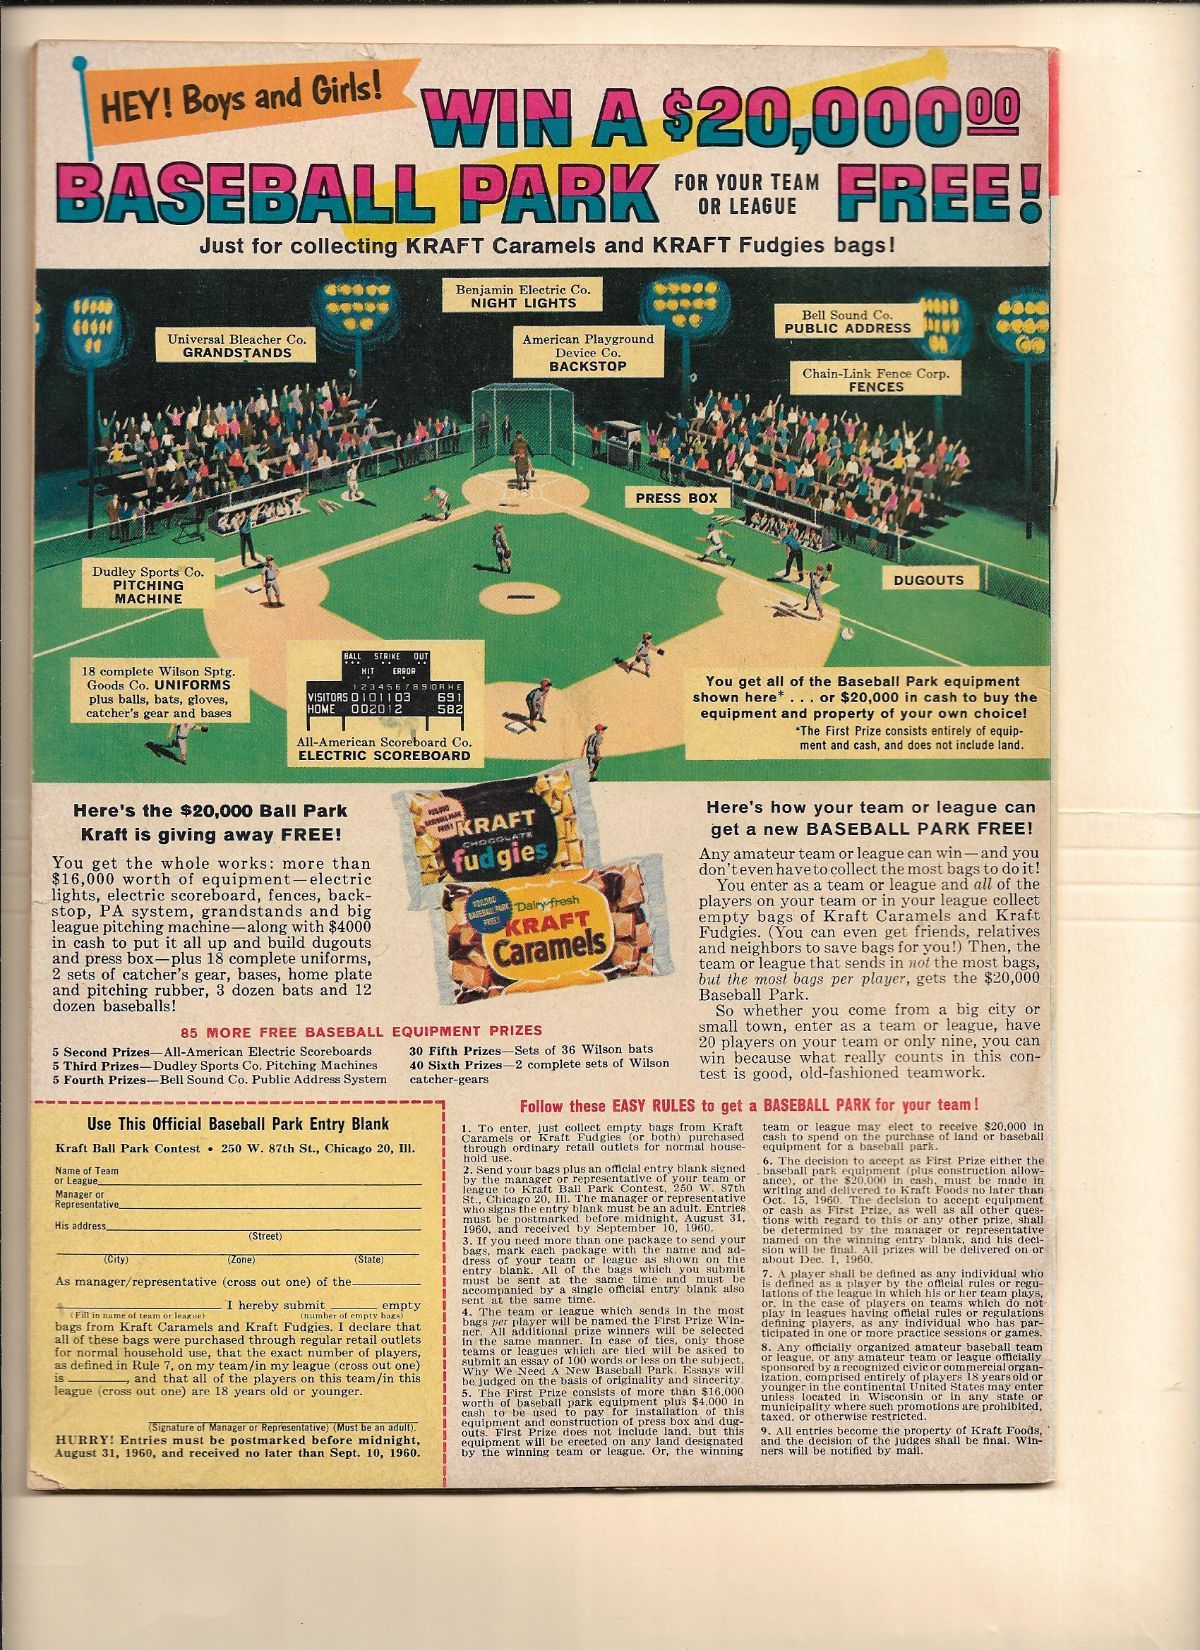 HEY! Boys and Girls!
WIN A $20,000.00
BASEBALL PARK FOR YOUR TEAM OR LEAGUE FREE!
Just for collecting KRAFT Caramels and KRAFT Fudgies bags!
Benjamin Electric Co.
NIGHT LIGHTS
Bell Sound Co.
PUBLIC ADDRESS
Universal Bleacher Co.
GRANDSTANDS
American Playground
Device Co.
BACKSTOP
Chain-Link Fence Corp.
FENCES
PRESS BOX
Dudley Sports Co.
PITCHING
MACHINE
DUGOUTS
18 complete Wilson Sptg.
Goods Co. UNIFORMS
plus balls, bats, gloves,
catcher's gear and bases
BALL STRIKE OUT
HIT ERROR
1 2 3 4 5 6 7 8 9 10 R H E
VISITORS 0101103 691
HOME 002012 582
All-American Scoreboard Co.
ELECTRIC SCOREBOARD
You get all of the Baseball Park equipment
shown here* . . . or $20,000 in cash to buy the
equipment and property of your own choice!
*The First Prize consists entirely of equip-
ment and cash, and does not include land.
Here's the $20,000 Ball Park
Kraft is giving away FREE!
You get the whole works: more than
$16,000 worth of equipment—electric
lights, electric scoreboard, fences, back-
stop, PA system, grandstands and big
league pitching machine—along with $4000
in cash to put it all up and build dugouts
and press box—plus 18 complete uniforms,
2 sets of catcher's gear, bases, home plate
and pitching rubber, 3 dozen bats and 12
dozen baseballs!
$20,000 BASEBALL PARK FREE!
KRAFT
CHOCOLATE
fudgies
$20,000 BASEBALL PARK FREE!
Dairy-fresh
KRAFT
Caramels
Here's how your team or league can
get a new BASEBALL PARK FREE!
Any amateur team or league can win—and you
don't even have to collect the most bags to do it!
You enter as a team or league and all of the
players on your team or in your league collect
empty bags of Kraft Caramels and Kraft
Fudgies. (You can even get friends, relatives
and neighbors to save bags for you!) Then, the
team or league that sends in not the most bags,
but the most bags per player, gets the $20,000
Baseball Park.
So whether you come from a big city or
small town, enter as a team or league, have
20 players on your team or only nine, you can
win because what really counts in this con-
test is good, old-fashioned teamwork.
85 MORE FREE BASEBALL EQUIPMENT PRIZES
5 Second Prizes—All-American Electric Scoreboards
5 Third Prizes—Dudley Sports Co. Pitching Machines
5 Fourth Prizes—Bell Sound Co. Public Address System
30 Fifth Prizes—Sets of 36 Wilson bats
40 Sixth Prizes—2 complete sets of Wilson
catcher-gears
Use This Official Baseball Park Entry Blank
Kraft Ball Park Contest • 250 W. 87th St., Chicago 20, Ill.
Name of Team
or League
Manager or
Representative
His address
(Street)
(City) (Zone) (State)
As manager/representative (cross out one) of the
I hereby submit empty
(Fill in name of team or league) (number of empty bags)
bags from Kraft Caramels and Kraft Fudgies. I declare that
all of these bags were purchased through regular retail outlets
for normal household use, that the exact number of players,
as defined in Rule 7, on my team/in my league (cross out one)
is , and that all of the players on this team/in this
league (cross out one) are 18 years old or younger.
(Signature of Manager or Representative) (Must be an adult).
HURRY! Entries must be postmarked before midnight,
August 31, 1960, and received no later than Sept. 10, 1960.
Follow these EASY RULES to get a BASEBALL PARK for your team!
1. To enter, just collect empty bags from Kraft
Caramels or Kraft Fudgies (or both) purchased
through ordinary retail outlets for normal house-
hold use.
2. Send your bags plus an official entry blank signed
by the manager or representative of your team or
league to Kraft Ball Park Contest, 250 W. 87th
St., Chicago 20, Ill. The manager or representative
who signs the entry blank must be an adult. Entries
must be postmarked before midnight, August 31,
1960, and received by September 10, 1960.
3. If you need more than one package to send your
bags, mark each package with the name and ad-
dress of your team or league as shown on the
entry blank. All of the bags which you submit
must be sent at the same time and must be
accompanied by a single official entry blank also
sent at the same time.
4. The team or league which sends in the most
bags per player will be named the First Prize Win-
ner. All additional prize winners will be selected
in the same manner. In case of ties, only those
teams or leagues which are tied will be asked to
submit an essay of 100 words or less on the subject,
Why We Need A New Baseball Park. Essays will
be judged on the basis of originality and sincerity.
5. The First Prize consists of more than $16,000
worth of baseball park equipment plus $4,000 in
cash to be used to pay for installation of this
equipment and construction of press box and dug-
outs. First Prize does not include land, but this
equipment will be erected on any land designated
by the winning team or league. Or, the winning
team or league may elect to receive $20,000 in
cash to spend on the purchase of land or baseball
equipment for a baseball park.
6. The decision to accept as First Prize either the
baseball park equipment (plus construction allow-
ance), or the $20,000 in cash, must be made in
writing and delivered to Kraft Foods no later than
Oct. 15, 1960. The decision to accept equipment
or cash as First Prize, as well as all other ques-
tions with regard to this or any other prize, shall
be determined by the manager or representative
named on the winning entry blank, and his deci-
sion will be final. All prizes will be delivered on or
about Dec. 1, 1960.
7. A player shall be defined as any individual who
is defined as a player by the official rules or regu-
lations of the league in which his or her team plays,
or, in the case of players on teams which do not
play in leagues having official rules or regulations
defining players, as any individual who has par-
ticipated in one or more practice sessions or games.
8. Any officially organized amateur baseball team
or league, or any amateur team or league officially
sponsored by a recognized civic or commercial organ-
ization, comprised entirely of players 18 years old or
younger in the continental United States may enter
unless located in Wisconsin or in any state or
municipality where such promotions are prohibited,
taxed, or otherwise restricted.
9. All entries become the property of Kraft Foods,
and the decision of the judges shall be final. Win-
ners will be notified by mail.